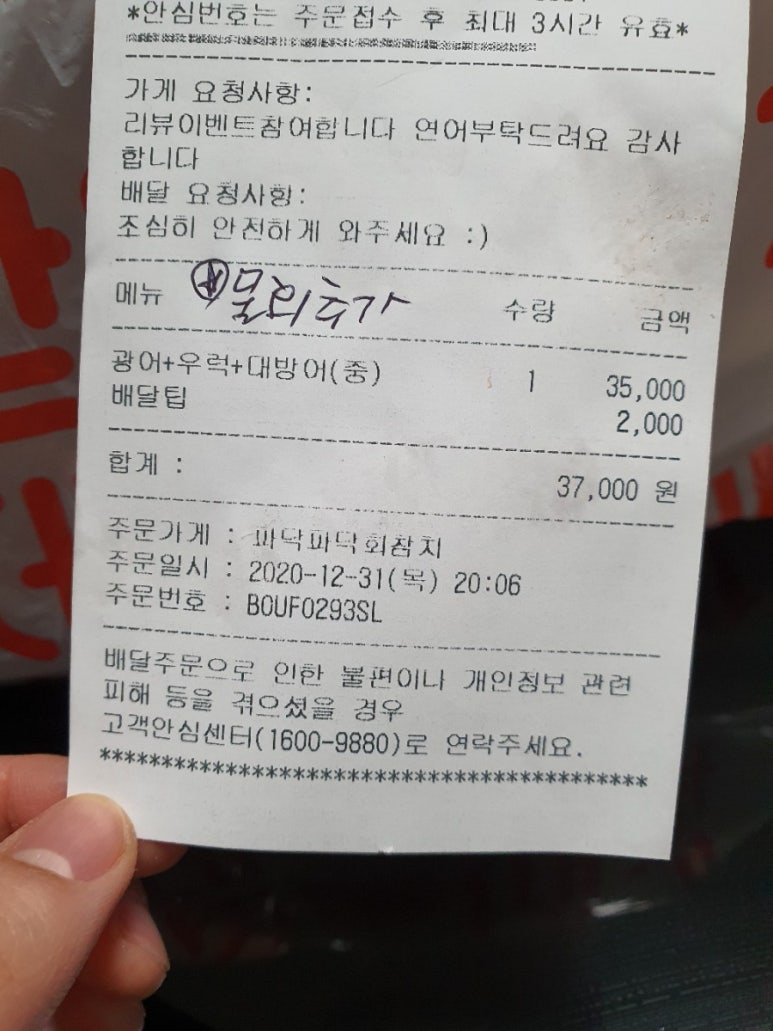 *안심번호는 주문접수 후 최대 3시간 유효*
가게 요청사항:
리뷰이벤트참여합니다 연어부탁드려요 감사
합니다
배달 요청사항:
조심히 안전하게 와주세요 :)
메뉴 추가 수량 금액
광어+우럭+대방어(중) 1 35,000
배달팁 2,000
합계 : 37,000 원
주문가게 : 파닥파닥회참치
주문일시 : 2020-12-31(목) 20:06
주문번호 : B0UF0293SL
배달주문으로 인한 불편이나 개인정보 관련
피해 등을 겪으셨을 경우
고객안심센터(1600-9880)로 연락주세요.
********************************************